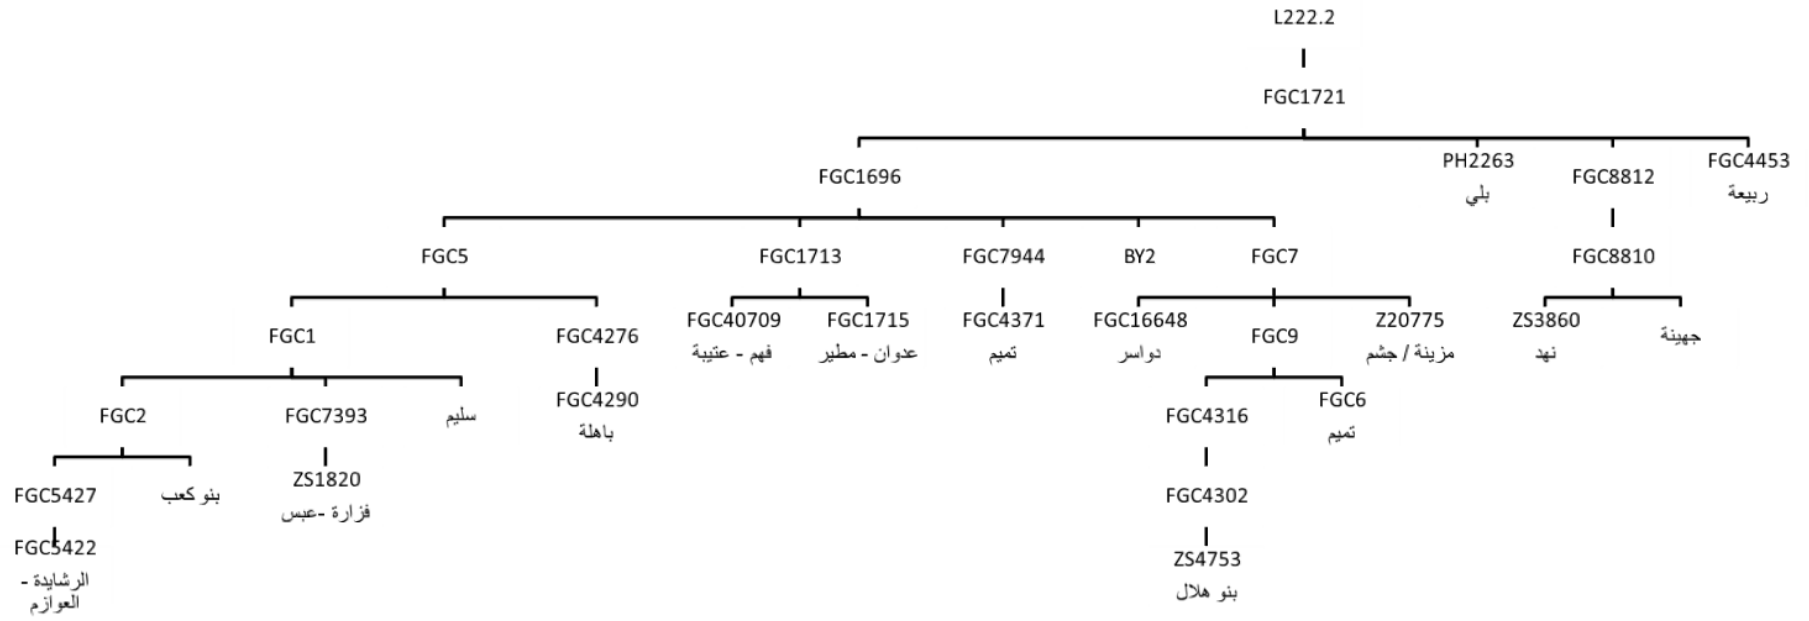 L222.2
FGC1721
FGC1696
PH2263
بلي
FGC8812
FGC4453
ربيعة
FGC5
FGC1713
FGC7944
BY2
FGC7
FGC8810
FGC1
FGC4276
FGC40709
فهم - عتيبة
FGC1715
عدوان - مطير
FGC4371
تميم
FGC16648
دواسر
FGC9
Z20775
مزينة / جشم
ZS3860
نهد
جهينة
FGC2
FGC7393
سليم
FGC4290
باهلة
FGC4316
FGC6
تميم
FGC5427
بنو كعب
ZS1820
فزارة -عبس
FGC4302
FGC5422
الرشايدة -
العوازم
ZS4753
بنو هلال